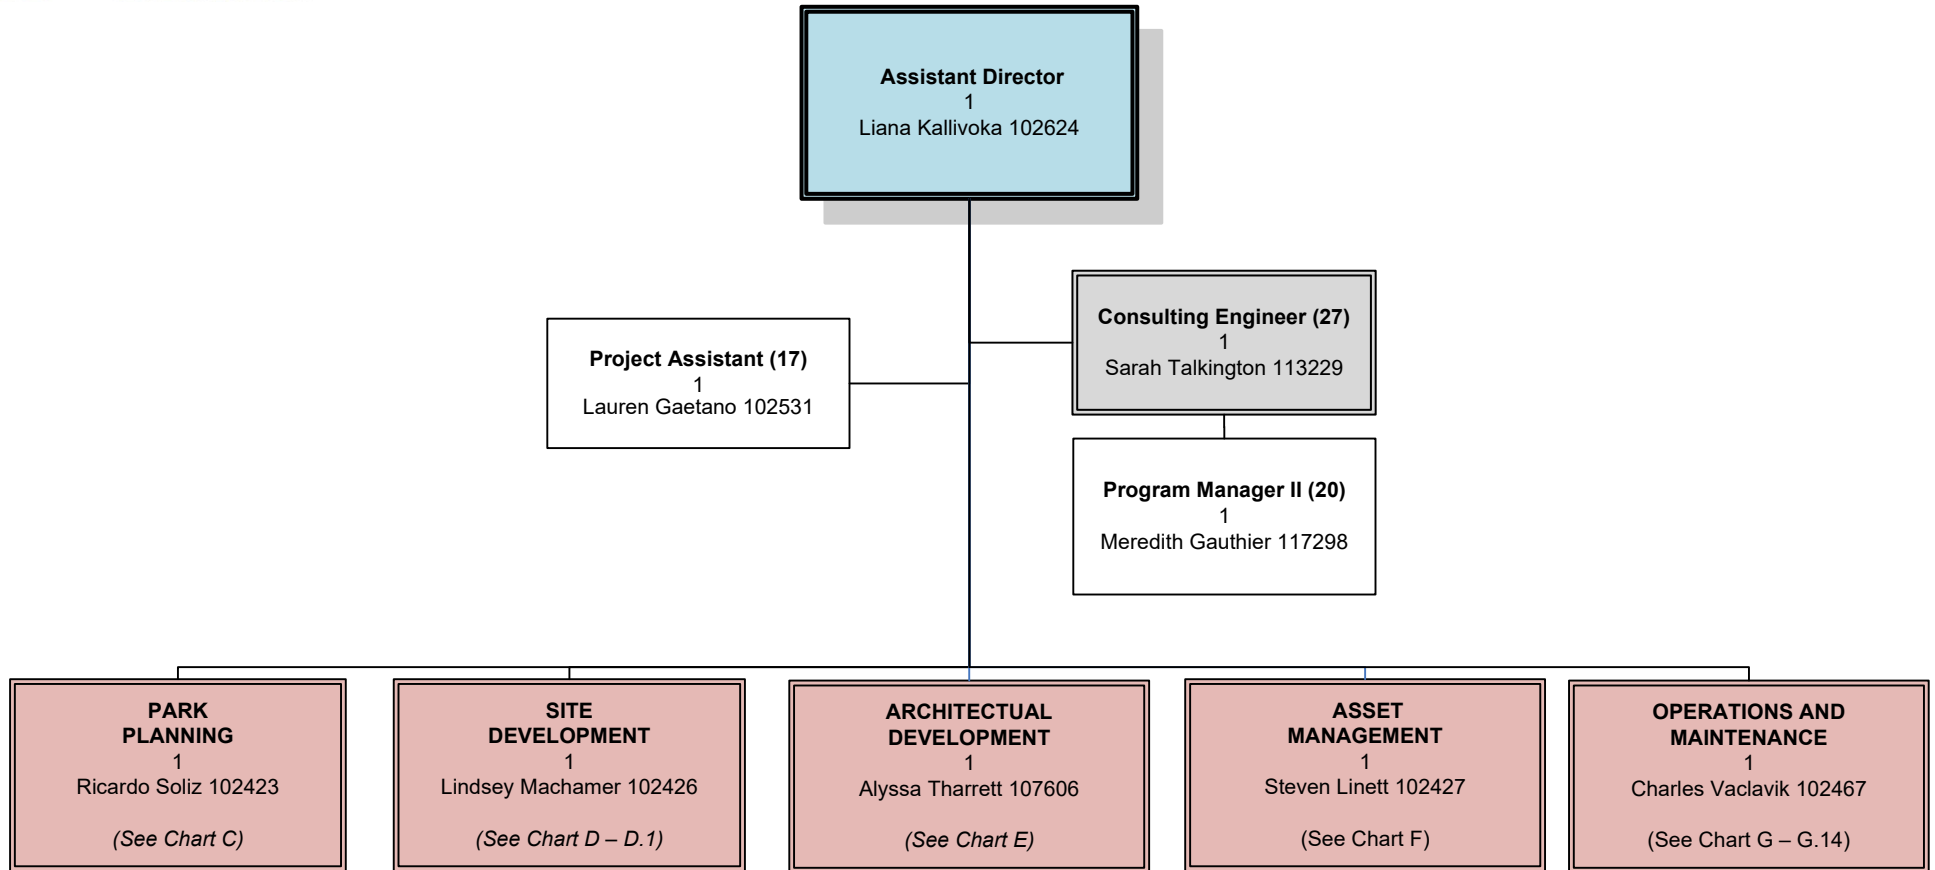 Assistant Director
1
Liana Kallivoka 102624
Consulting Engineer (27)
1
Sarah Talkington 113229
Project Assistant (17)
1
Lauren Gaetano 102531
Program Manager II (20)
1
Meredith Gauthier 117298
PARK
PLANNING
1
Ricardo Soliz 102423
(See Chart C)
SITE
DEVELOPMENT
1
Lindsey Machamer 102426
(See Chart D – D.1)
ARCHITECTUAL
DEVELOPMENT
1
Alyssa Tharrett 107606
(See Chart E)
ASSET
MANAGEMENT
1
Steven Linett 102427
(See Chart F)
OPERATIONS AND
MAINTENANCE
1
Charles Vaclavik 102467
(See Chart G – G.14)